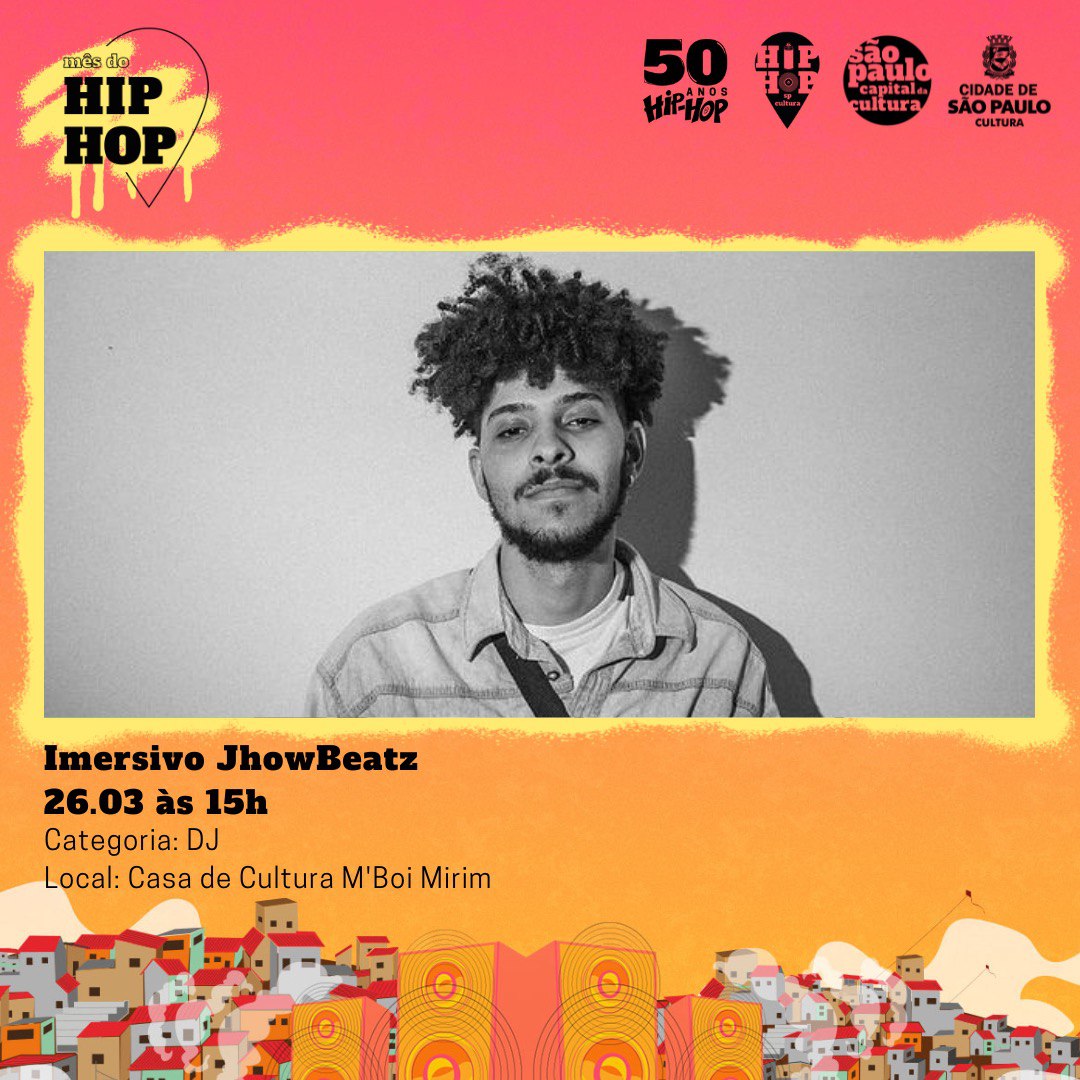 mês do
HIP
HOP
50
ANOS
HIP-HOP
HIP
HOP
sp
cultura
são
paulo
capital da
cultura
CIDADE DE
SÃO PAULO
CULTURA
Imersivo JhowBeatz
26.03 às 15h
Categoria: DJ
Local: Casa de Cultura M'Boi Mirim